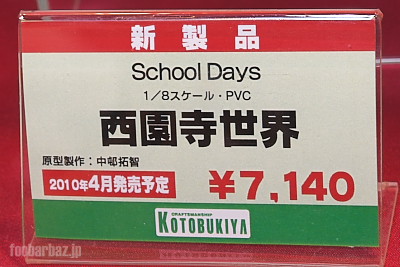 新製品
School Days
1/8スケール・PVC
西園寺世界
原型製作:中邨拓智
2010年4月発売予定 ¥7,140
CRAFTSMANSHIP
KOTOBUKIYA
foobarbaz.jp